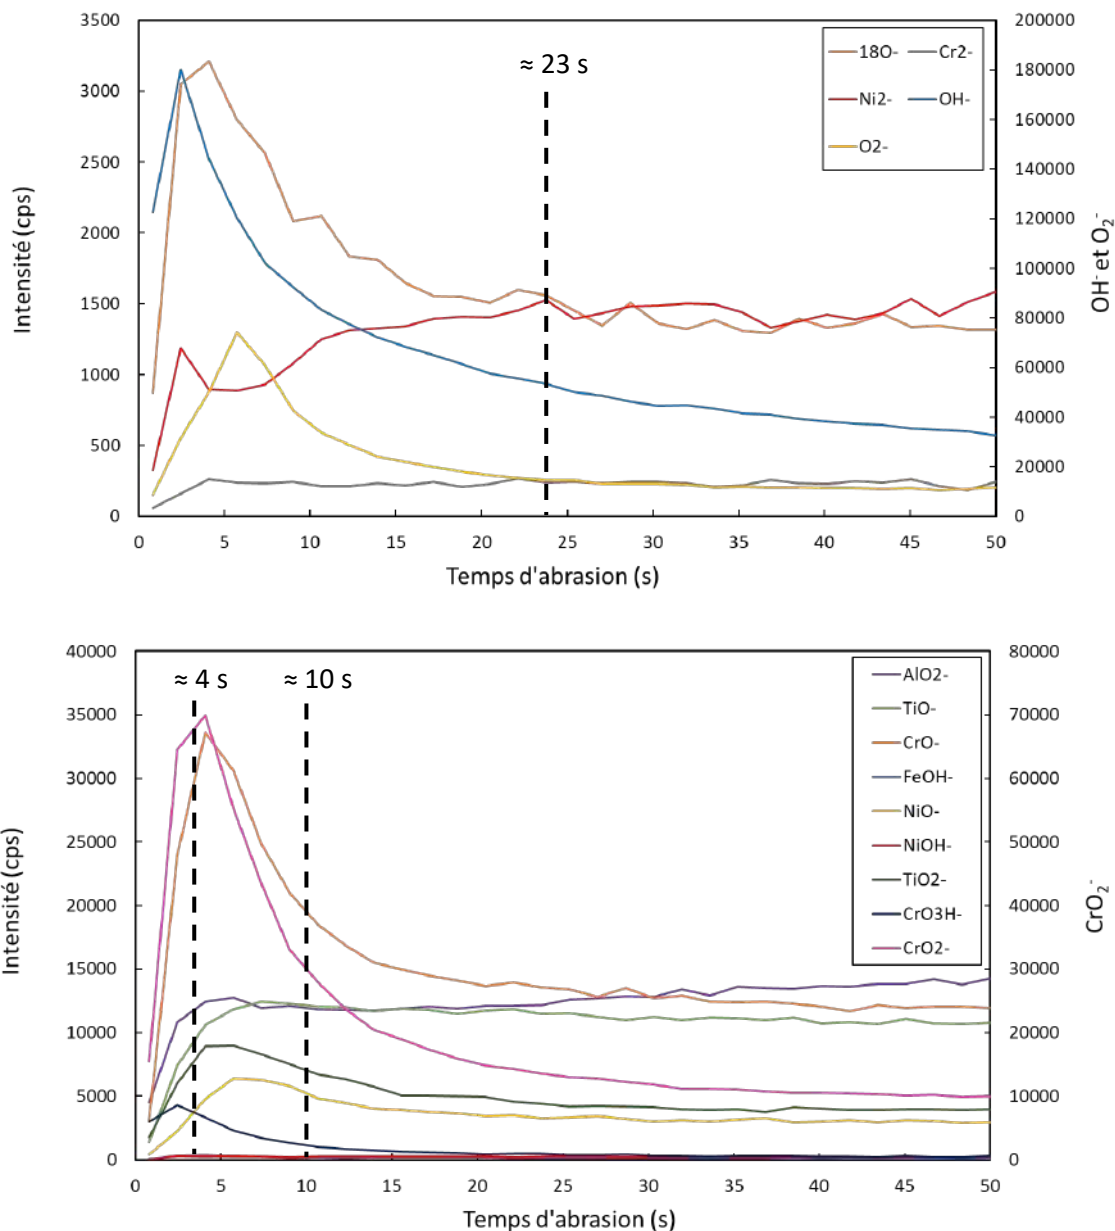 3500
3000
2500
2000
1500
1000
500
0
Intensité (cps)
≈ 23 s
18O- Cr2-
Ni2- OH-
O2-
200000
180000
160000
140000
120000
100000
80000
60000
40000
20000
0
OH⁻ et O₂⁻
0 5 10 15 20 25 30 35 40 45 50
Temps d'abrasion (s)
40000
35000
30000
25000
20000
15000
10000
5000
0
Intensité (cps)
≈ 4 s ≈ 10 s
AlO2-
TiO-
CrO-
FeOH-
NiO-
NiOH-
TiO2-
CrO3H-
CrO2-
80000
70000
60000
50000
40000
30000
20000
10000
0
CrO₂⁻
0 5 10 15 20 25 30 35 40 45 50
Temps d'abrasion (s)